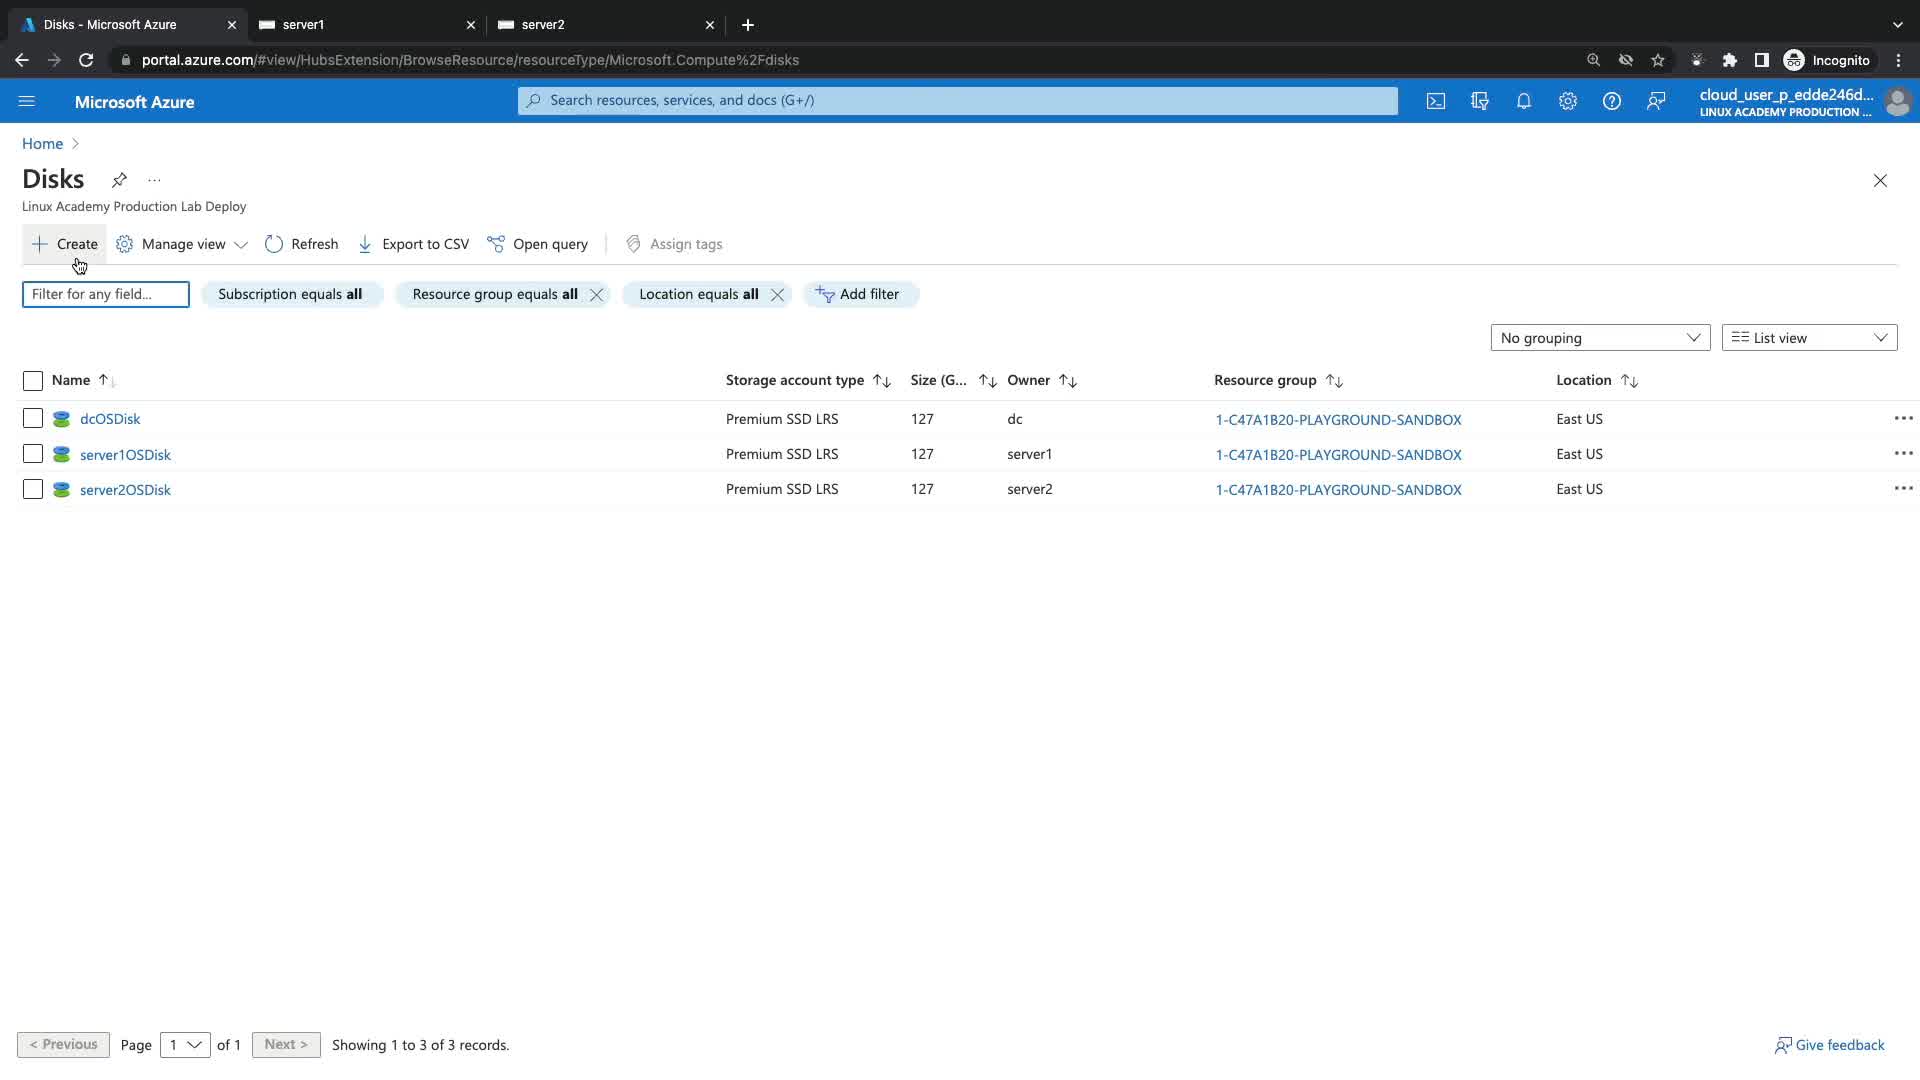 Disks - Microsoft Azure
server1
server2
portal.azure.com/#view/HubsExtension/BrowseResource/resourceType/Microsoft.Compute%2Fdisks
Incognito
Microsoft Azure
Search resources, services, and docs (G+/)
cloud_user_p_edde246d...
LINUX ACADEMY PRODUCTION ...
Home
Disks
...
Linux Academy Production Lab Deploy
Create
Manage view
Refresh
Export to CSV
Open query
Assign tags
Filter for any field...
Subscription equals all
Resource group equals all
Location equals all
Add filter
No grouping
List view
Name
Storage account type
Size (G...
Owner
Resource group
Location
dcOSDisk Premium SSD LRS 127 dc 1-C47A1B20-PLAYGROUND-SANDBOX East US
server1OSDisk Premium SSD LRS 127 server1 1-C47A1B20-PLAYGROUND-SANDBOX East US
server2OSDisk Premium SSD LRS 127 server2 1-C47A1B20-PLAYGROUND-SANDBOX East US
< Previous
Page 1 of 1
Next >
Showing 1 to 3 of 3 records.
Give feedback